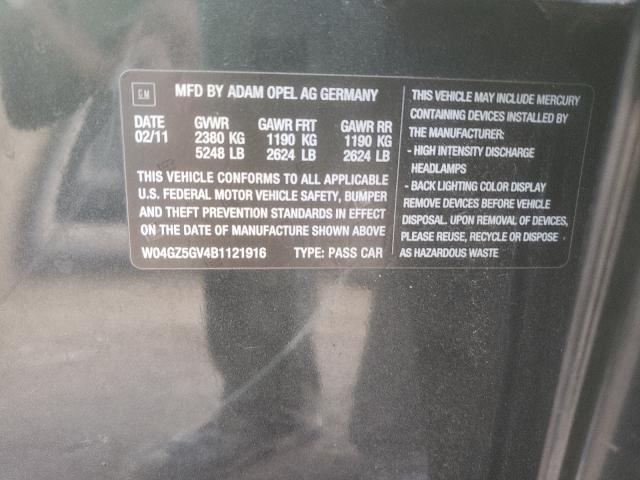 GM
MFD BY ADAM OPEL AG GERMANY
DATE GVWR GAWR FRT GAWR RR
02/11 2380 KG 1190 KG 1190 KG
5248 LB 2624 LB 2624 LB
THIS VEHICLE CONFORMS TO ALL APPLICABLE
U.S. FEDERAL MOTOR VEHICLE SAFETY, BUMPER
AND THEFT PREVENTION STANDARDS IN EFFECT
ON THE DATE OF MANUFACTURE SHOWN ABOVE
W04GZ5GV4B1121916 TYPE: PASS CAR
THIS VEHICLE MAY INCLUDE MERCURY
CONTAINING DEVICES INSTALLED BY
THE MANUFACTURER:
- HIGH INTENSITY DISCHARGE
HEADLAMPS
- BACK LIGHTING COLOR DISPLAY
REMOVE DEVICES BEFORE VEHICLE
DISPOSAL. UPON REMOVAL OF DEVICES,
PLEASE REUSE, RECYCLE OR DISPOSE
AS HAZARDOUS WASTE